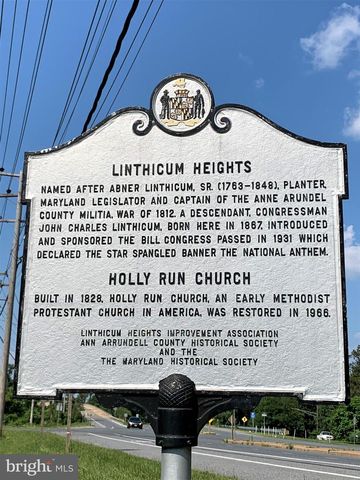 LINTHICUM HEIGHTS
NAMED AFTER ABNER LINTHICUM, SR. (1763-1848), PLANTER,
MARYLAND LEGISLATOR AND CAPTAIN OF THE ANNE ARUNDEL
COUNTY MILITIA, WAR OF 1812. A DESCENDANT, CONGRESSMAN
JOHN CHARLES LINTHICUM, BORN HERE IN 1867, INTRODUCED
AND SPONSORED THE BILL CONGRESS PASSED IN 1931 WHICH
DECLARED THE STAR SPANGLED BANNER THE NATIONAL ANTHEM.
HOLLY RUN CHURCH
BUILT IN 1828, HOLLY RUN CHURCH, AN EARLY METHODIST
PROTESTANT CHURCH IN AMERICA, WAS RESTORED IN 1966.
LINTHICUM HEIGHTS IMPROVEMENT ASSOCIATION
ANN ARRUNDELL COUNTY HISTORICAL SOCIETY
AND THE
THE MARYLAND HISTORICAL SOCIETY
bright MLS